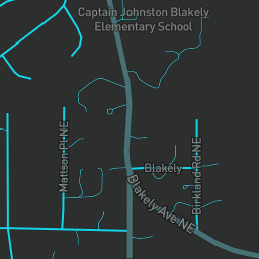 Captain Johnston Blakely
Elementary School
Mattson Pl NE
Blakely
Birkland Rd NE
Blakely Ave NE